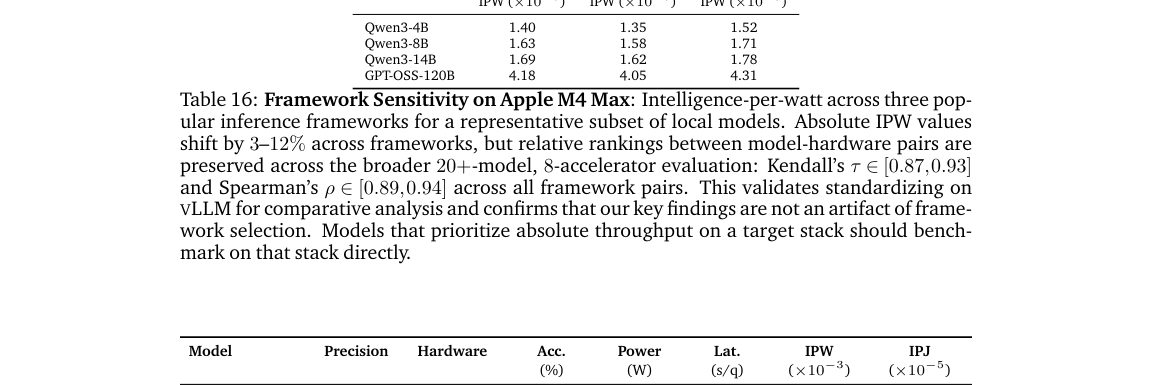 IPW (×10 IPW (×10 IPW (×10
Qwen3-4B 1.40 1.35 1.52
Qwen3-8B 1.63 1.58 1.71
Qwen3-14B 1.69 1.62 1.78
GPT-OSS-120B 4.18 4.05 4.31
Table 16: Framework Sensitivity on Apple M4 Max: Intelligence-per-watt across three pop-
ular inference frameworks for a representative subset of local models. Absolute IPW values
shift by 3–12% across frameworks, but relative rankings between model-hardware pairs are
preserved across the broader 20+-model, 8-accelerator evaluation: Kendall's τ ∈ [0.87,0.93]
and Spearman's ρ ∈ [0.89,0.94] across all framework pairs. This validates standardizing on
vLLM for comparative analysis and confirms that our key findings are not an artifact of frame-
work selection. Models that prioritize absolute throughput on a target stack should bench-
mark on that stack directly.
Model Precision Hardware Acc. Power Lat. IPW IPJ
(%) (W) (s/q) (×10⁻³) (×10⁻⁵)